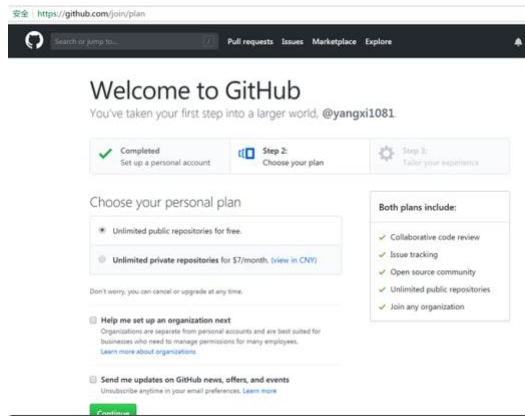 安全 https://github.com/join/plan
Search or jump to... /
Pull requests Issues Marketplace Explore
Welcome to GitHub
You've taken your first step into a larger world, @yangxi1081.
Completed
Set up a personal account
Step 2:
Choose your plan
Step 3:
Tailor your experience
Choose your personal plan
Unlimited public repositories for free.
Unlimited private repositories for $7/month. (view in CNY)
Don't worry, you can cancel or upgrade at any time.
Help me set up an organization next
Organizations are separate from personal accounts and are best suited for
businesses who need to manage permissions for many employees.
Learn more about organizations
Send me updates on GitHub news, offers, and events
Unsubscribe anytime in your email preferences. Learn more
Continue
Both plans include:
Collaborative code review
Issue tracking
Open source community
Unlimited public repositories
Join any organization